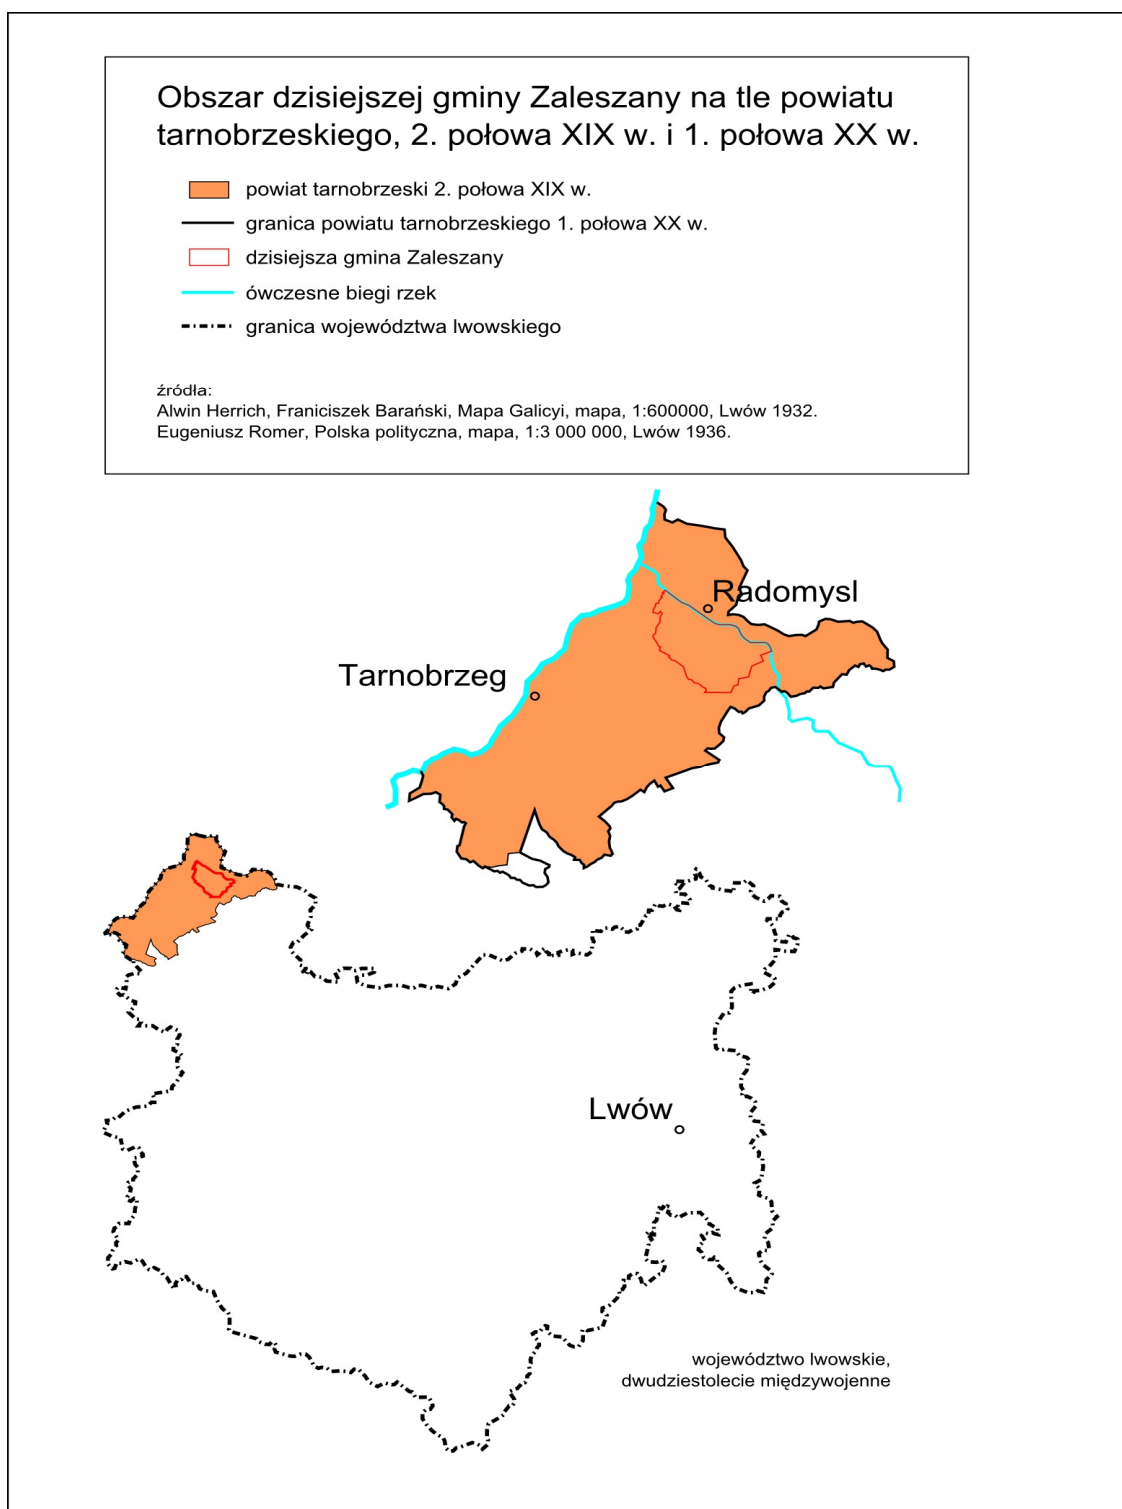 Obszar dzisiejszej gminy Zaleszany na tle powiatu
tarnobrzeskiego, 2. połowa XIX w. i 1. połowa XX w.
powiat tarnobrzeski 2. połowa XIX w.
granica powiatu tarnobrzeskiego 1. połowa XX w.
dzisiejsza gmina Zaleszany
ówczesne biegi rzek
granica województwa lwowskiego
źródła:
Alwin Herrich, Franiciszek Barański, Mapa Galicyi, mapa, 1:600000, Lwów 1932.
Eugeniusz Romer, Polska polityczna, mapa, 1:3 000 000, Lwów 1936.
Radomysl
Tarnobrzeg
Lwów
województwo lwowskie,
dwudziestolecie międzywojenne